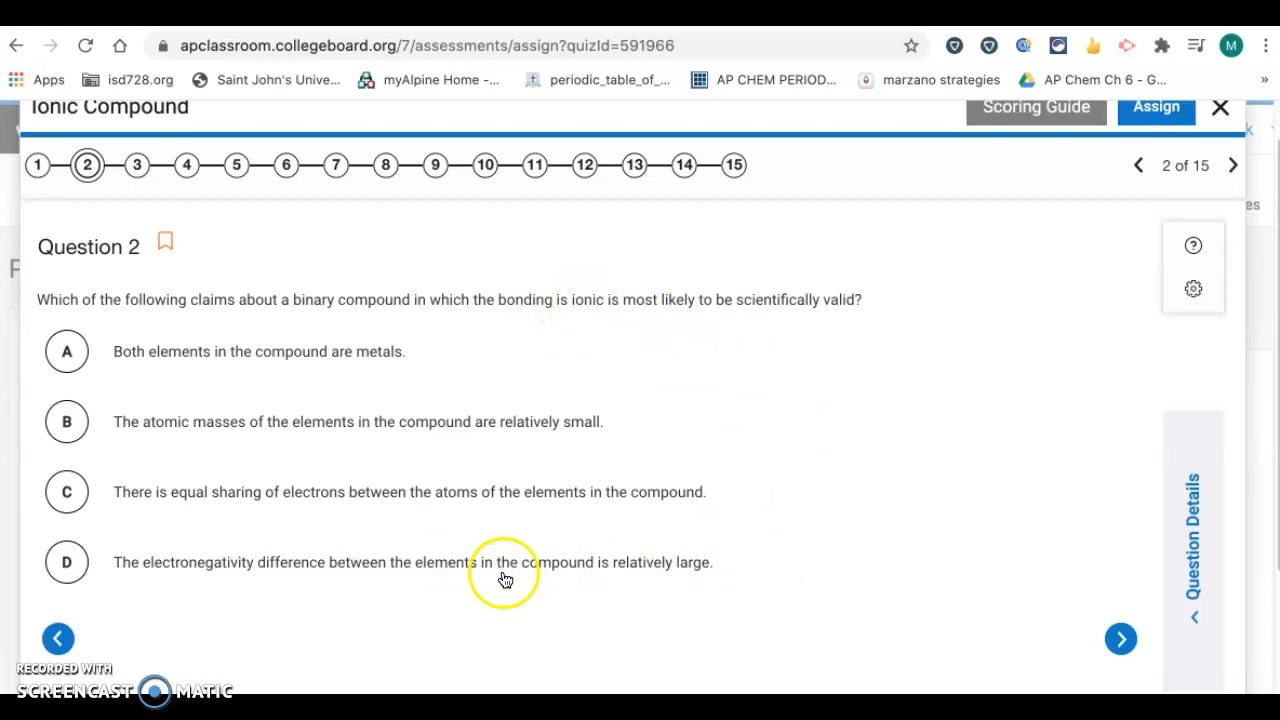 apclassroom.collegeboard.org/7/assessments/assign?quizId=591966
M
Apps isd728.org Saint John's Unive... myAlpine Home -... periodic_table_of_... AP CHEM PERIOD... marzano strategies AP Chem Ch 6 - G... »
Ionic Compound Scoring Guide Assign
1 2 3 4 5 6 7 8 9 10 11 12 13 14 15 2 of 15
Question 2
?
Which of the following claims about a binary compound in which the bonding is ionic is most likely to be scientifically valid?
A Both elements in the compound are metals.
B The atomic masses of the elements in the compound are relatively small.
C There is equal sharing of electrons between the atoms of the elements in the compound.
D The electronegativity difference between the elements in the compound is relatively large.
Question Details
RECORDED WITH
SCREENCAST MATIC